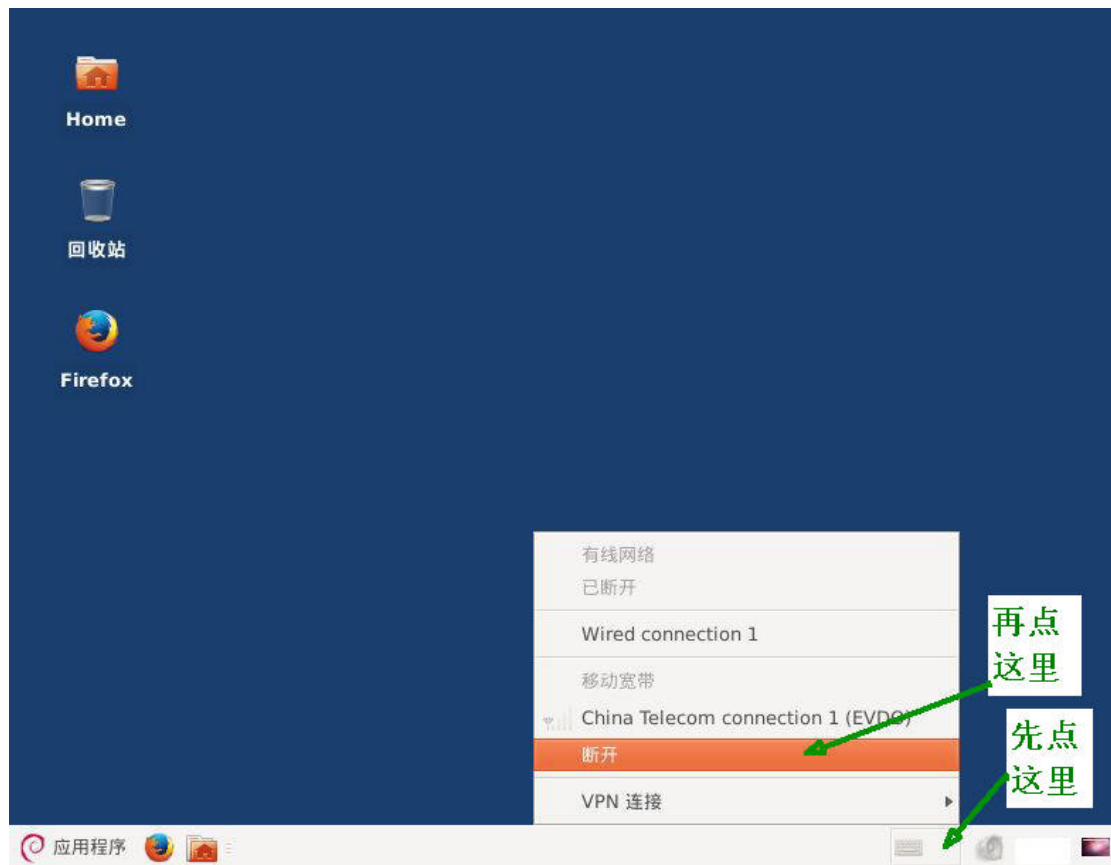 Home
回收站
Firefox
有线网络
已断开
Wired connection 1
移动宽带
China Telecom connection 1 (EVDO)
断开
VPN 连接
再点
这里
先点
这里
应用程序